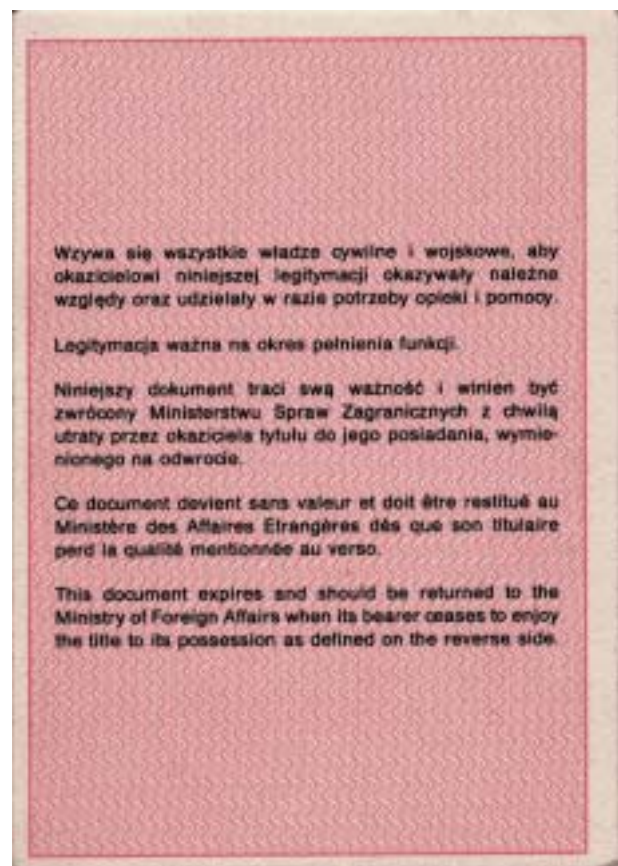 Wzywa się wszystkie władze cywilne i wojskowe, aby
okazicielowi niniejszej legitymacji okazywały należne
względy oraz udzielały w razie potrzeby opieki i pomocy.
Legitymacja ważna na okres pełnienia funkcji.
Niniejszy dokument traci swą ważność i winien być
zwrócony Ministerstwu Spraw Zagranicznych z chwilą
utraty przez okaziciela tytułu do jego posiadania, wymie-
nionego na odwrocie.
Ce document devient sans valeur et doit être restitué au
Ministère des Affaires Etrangères dès que son titulaire
perd la qualité mentionnée au verso.
This document expires and should be returned to the
Ministry of Foreign Affairs when its bearer ceases to enjoy
the title to its possession as defined on the reverse side.